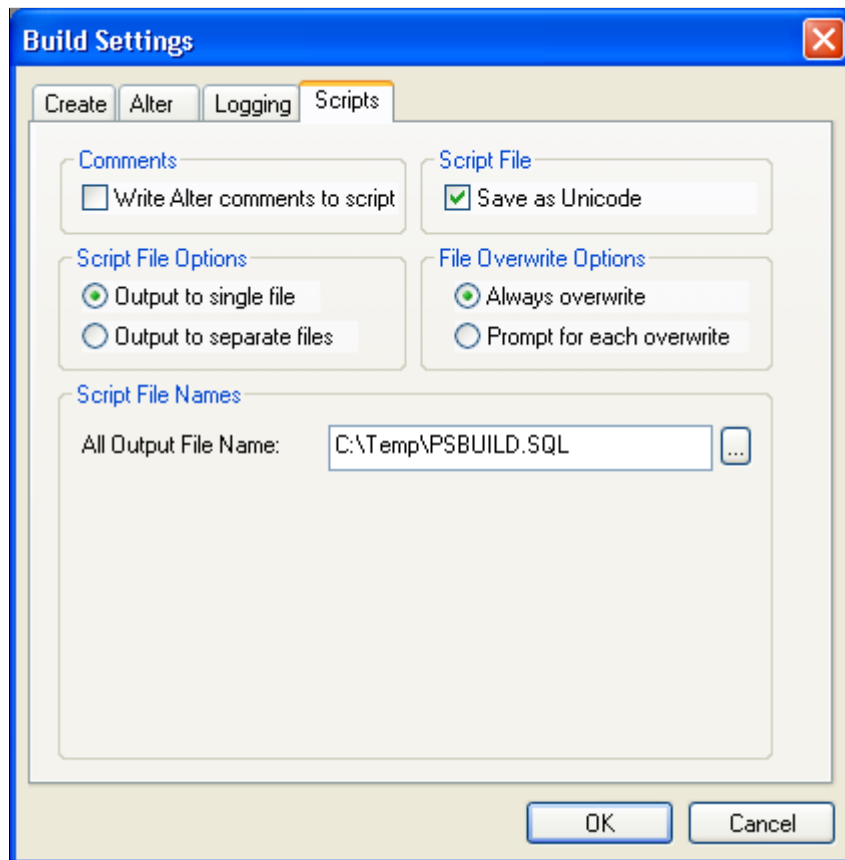 Build Settings
Create Alter Logging Scripts
Comments
Write Alter comments to script
Script File
Save as Unicode
Script File Options
Output to single file
Output to separate files
File Overwrite Options
Always overwrite
Prompt for each overwrite
Script File Names
All Output File Name: C:\Temp\PSBUILD.SQL ...
OK Cancel